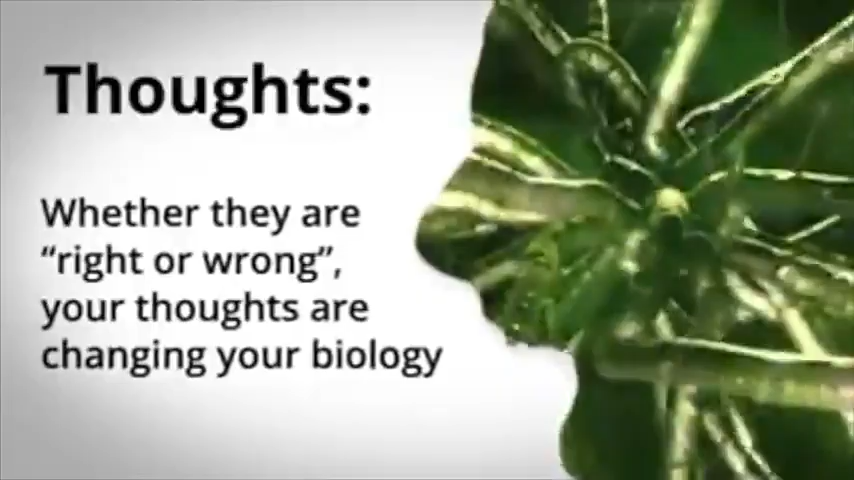 Thoughts:
Whether they are
“right or wrong”,
your thoughts are
changing your biology